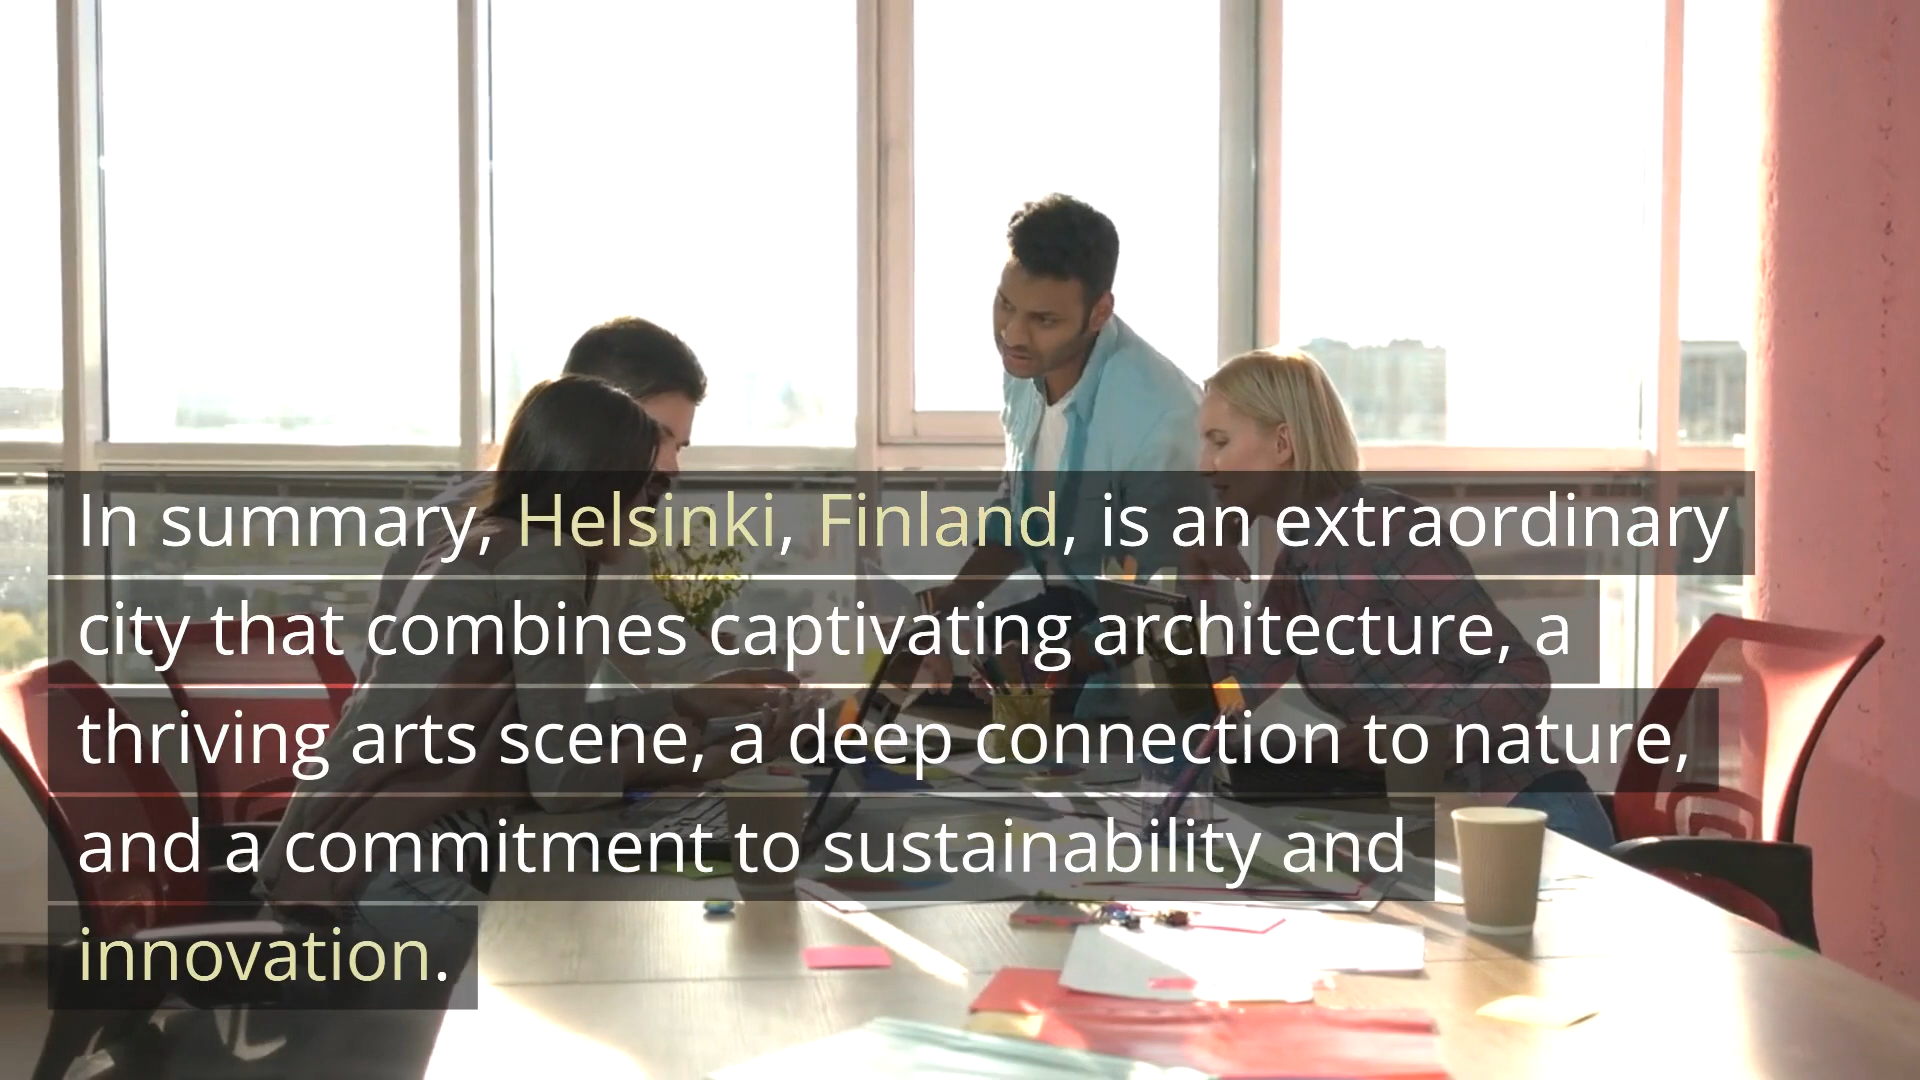 In summary, Helsinki, Finland, is an extraordinary
city that combines captivating architecture, a
thriving arts scene, a deep connection to nature,
and a commitment to sustainability and
innovation.